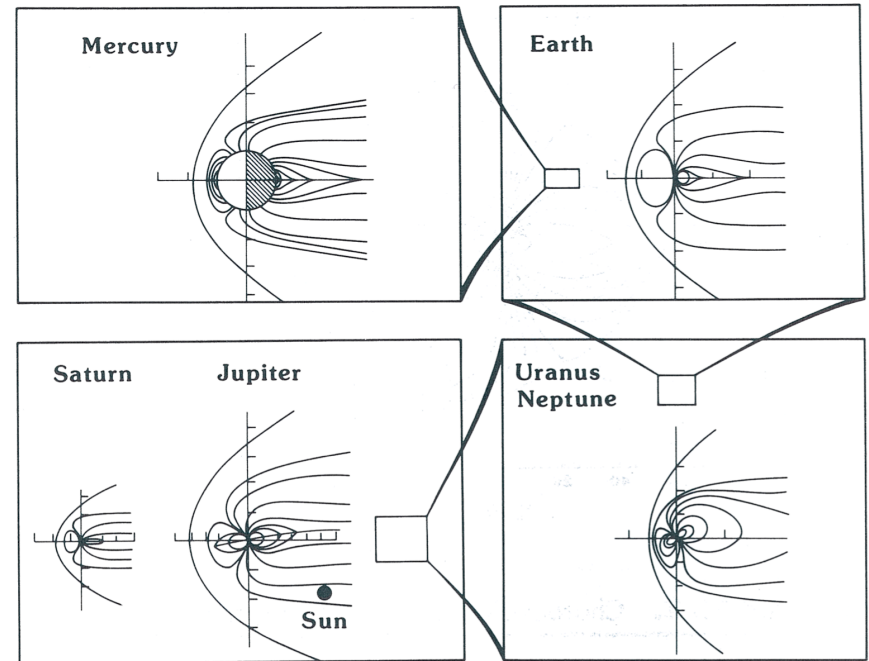 Mercury
Earth
Saturn
Jupiter
Uranus
Neptune
Sun